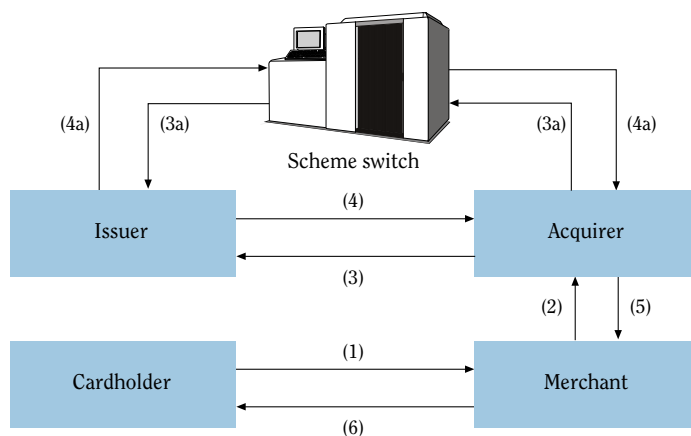 (4a)
(3a)
(3a)
(4a)
Scheme switch
Issuer
(4)
Acquirer
(3)
(2)
(5)
Cardholder
(1)
Merchant
(6)